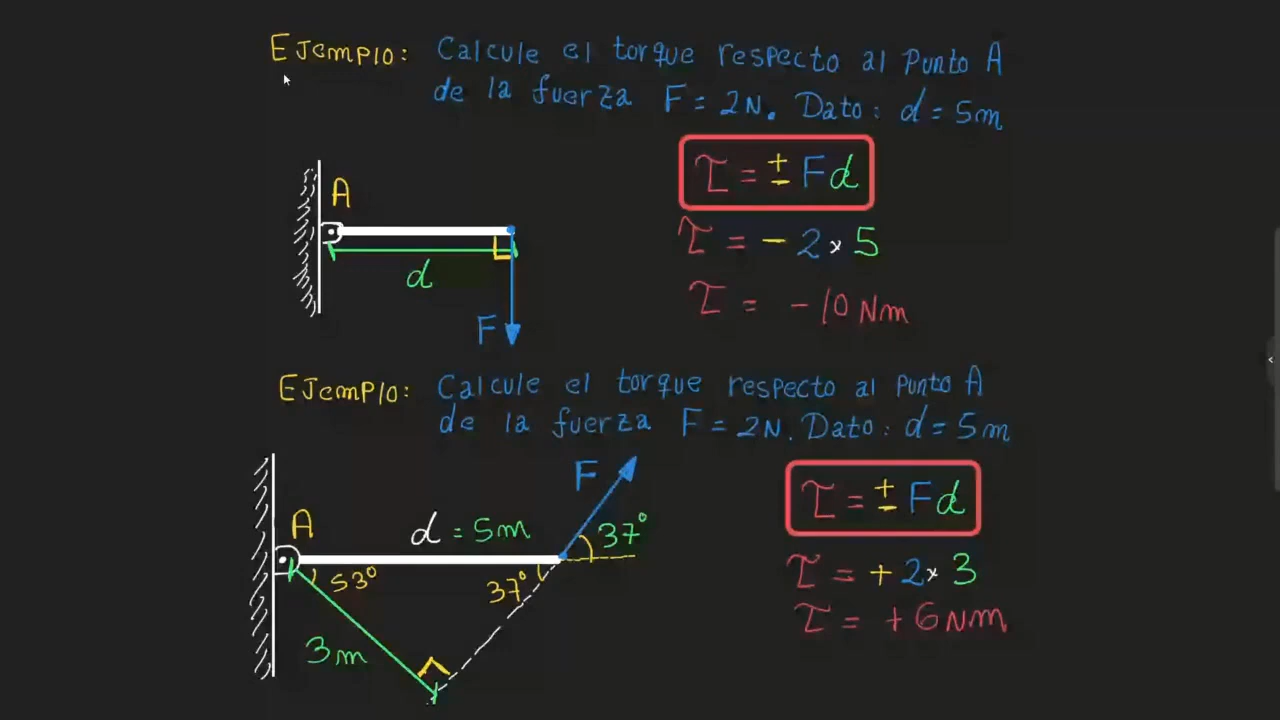 Ejemplo: Calcule el torque respecto al Punto A
de la fuerza F = 2N. Dato: d = 5m
A
d
F
τ = ± Fd
τ = - 2 × 5
τ = - 10 Nm
Ejemplo: Calcule el torque respecto al Punto A
de la fuerza F = 2N. Dato: d = 5m
F
A
d = 5m
37°
53°
37°
3m
τ = ± Fd
τ = + 2 × 3
τ = + 6 Nm